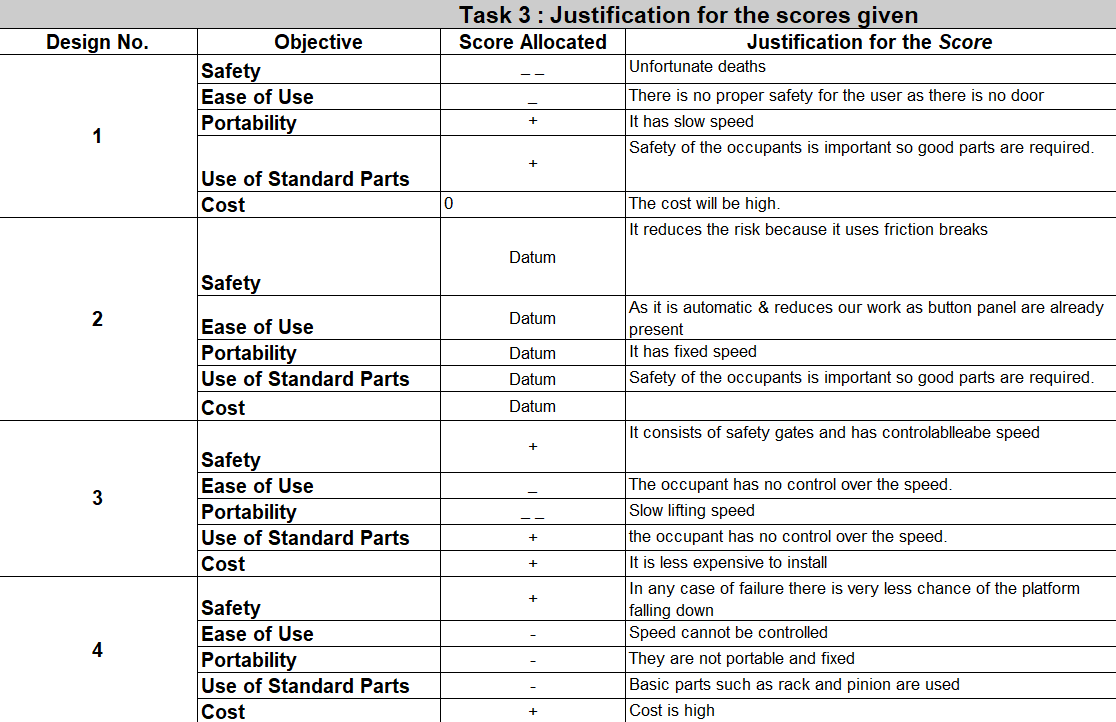 Task 3 : Justification for the scores given
Design No. Objective Score Allocated Justification for the Score
1
Safety _ _ Unfortunate deaths
Ease of Use _ There is no proper safety for the user as there is no door
Portability + It has slow speed
Use of Standard Parts + Safety of the occupants is important so good parts are required.
Cost 0 The cost will be high.
2
Safety Datum It reduces the risk because it uses friction breaks
Ease of Use Datum As it is automatic & reduces our work as button panel are already
present
Portability Datum It has fixed speed
Use of Standard Parts Datum Safety of the occupants is important so good parts are required.
Cost Datum
3
Safety + It consists of safety gates and has controlablleabe speed
Ease of Use _ The occupant has no control over the speed.
Portability _ _ Slow lifting speed
Use of Standard Parts + the occupant has no control over the speed.
Cost + It is less expensive to install
4
Safety + In any case of failure there is very less chance of the platform
falling down
Ease of Use - Speed cannot be controlled
Portability - They are not portable and fixed
Use of Standard Parts - Basic parts such as rack and pinion are used
Cost + Cost is high